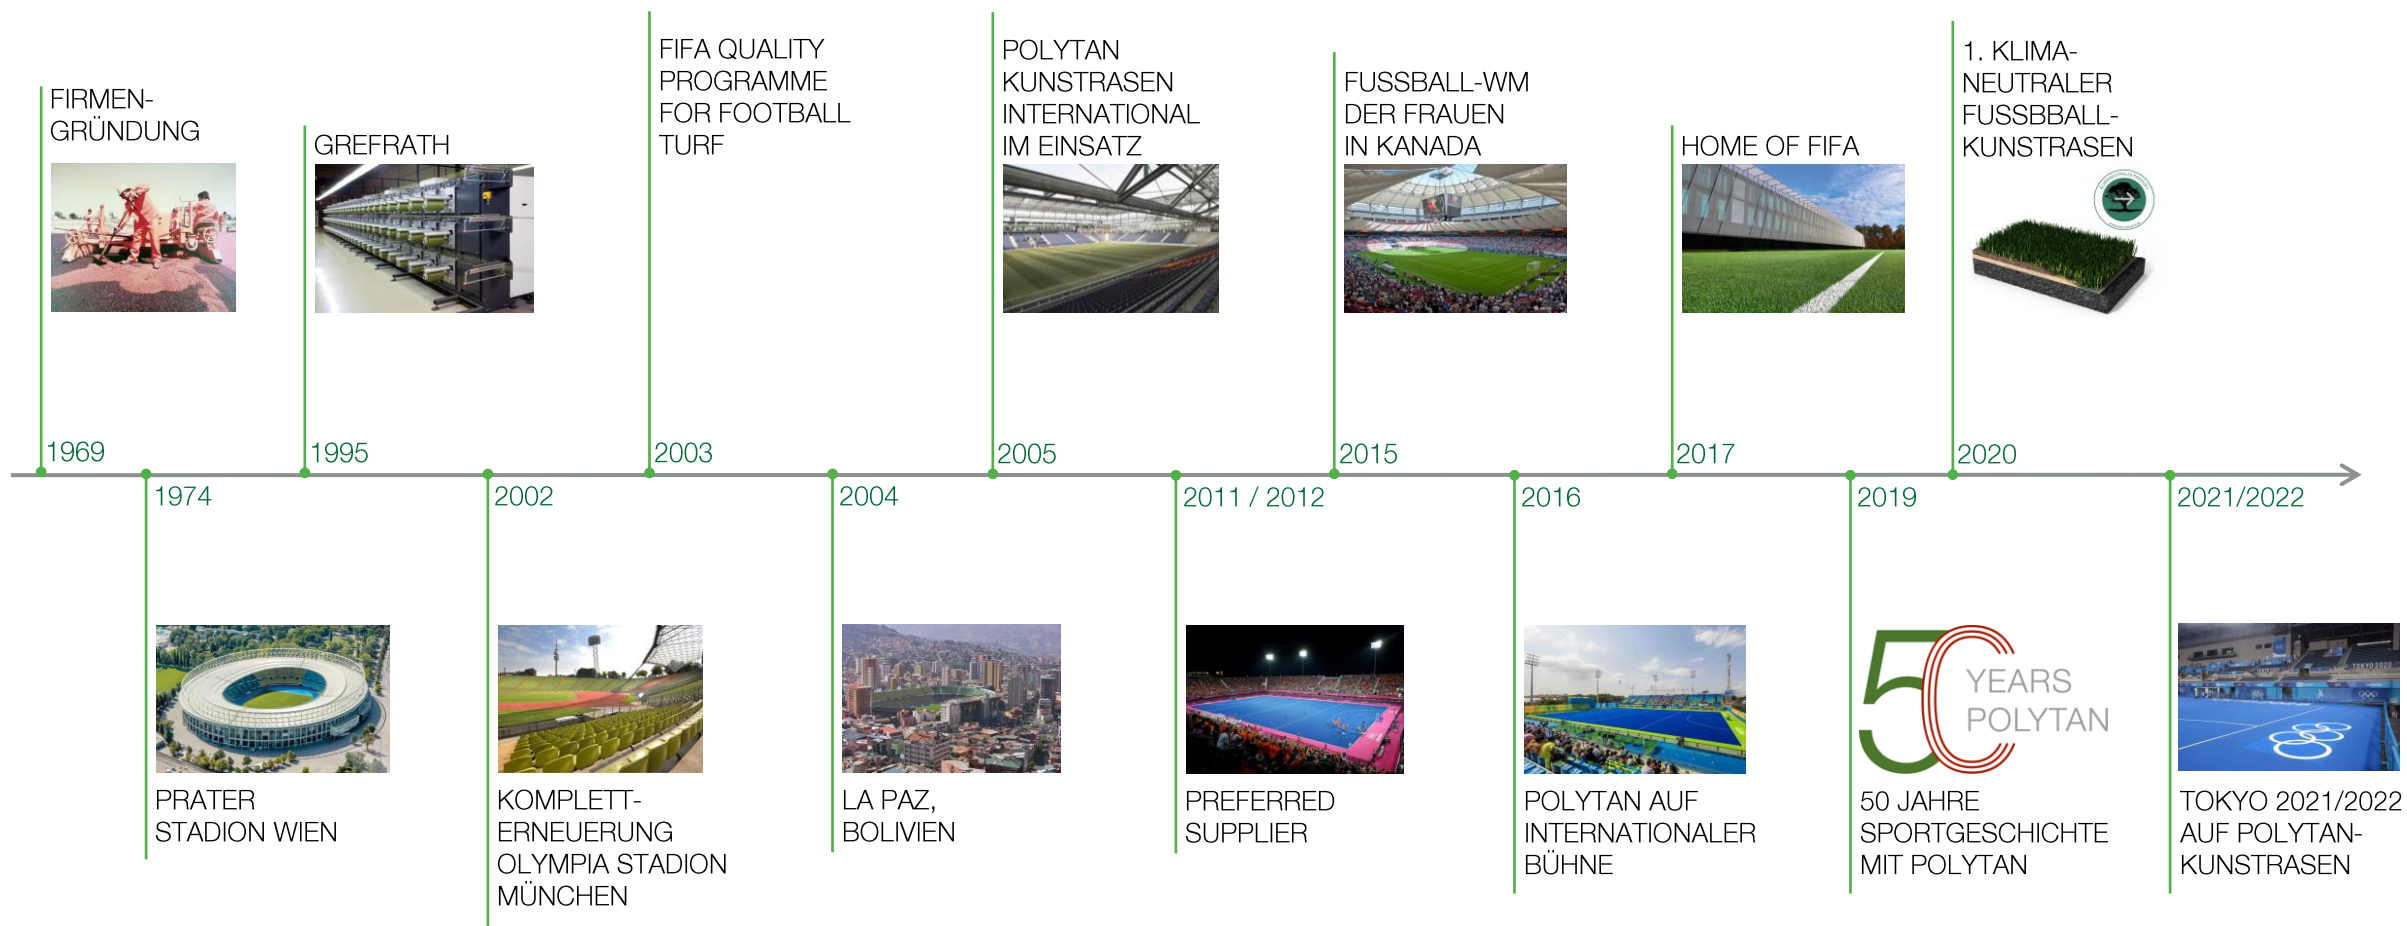 FIRMEN-
GRÜNDUNG
GREFRATH
FIFA QUALITY
PROGRAMME
FOR FOOTBALL
TURF
POLYTAN
KUNSTRASEN
INTERNATIONAL
IM EINSATZ
FUSSBALL-WM
DER FRAUEN
IN KANADA
HOME OF FIFA
1. KLIMA-
NEUTRALER
FUSSBBALL-
KUNSTRASEN
1969
1995
2003
2005
2015
2017
2020
1974
2002
2004
2011 / 2012
2016
2019
2021/2022
PRATER
STADION WIEN
KOMPLETT-
ERNEUERUNG
OLYMPIA STADION
MÜNCHEN
LA PAZ,
BOLIVIEN
PREFERRED
SUPPLIER
POLYTAN AUF
INTERNATIONALER
BÜHNE
50 YEARS
POLYTAN
50 JAHRE
SPORTGESCHICHTE
MIT POLYTAN
TOKYO 2020
TOKYO 2021/2022
AUF POLYTAN-
KUNSTRASEN